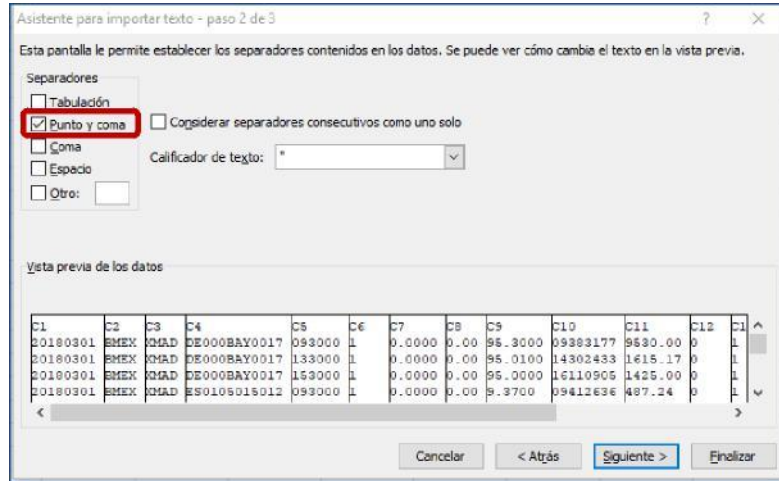 Asistente para importar texto - paso 2 de 3 ? ×
Esta pantalla le permite establecer los separadores contenidos en los datos. Se puede ver cómo cambia el texto en la vista previa.
Separadores
Tabulación
Punto y coma
Coma
Espacio
Otro:
Considerar separadores consecutivos como uno solo
Calificador de texto: "
Vista previa de los datos
C1 C2 C3 C4 C5 C6 C7 C8 C9 C10 C11 C12 C1
20180301 BMEX XMAD DE000BAY0017 093000 1 0.0000 0.00 95.3000 09383177 9530.00 0 1
20180301 BMEX XMAD DE000BAY0017 133000 1 0.0000 0.00 95.0100 14302433 1615.17 0 1
20180301 BMEX XMAD DE000BAY0017 153000 1 0.0000 0.00 95.0000 16110905 1425.00 0 1
20180301 BMEX XMAD ES0105015012 093000 1 0.0000 0.00 9.3700 09412636 487.24 0 1
Cancelar < Atrás Siguiente > Finalizar